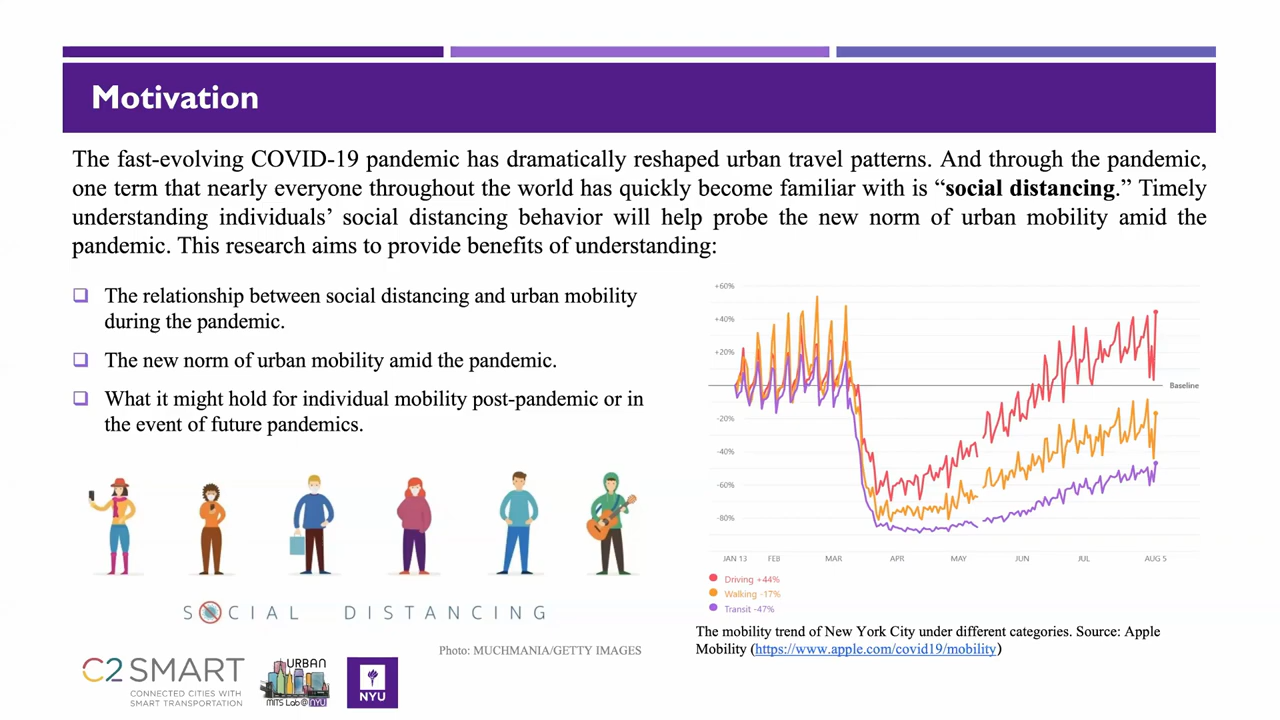 Motivation
The fast-evolving COVID-19 pandemic has dramatically reshaped urban travel patterns. And through the pandemic,
one term that nearly everyone throughout the world has quickly become familiar with is “social distancing.” Timely
understanding individuals’ social distancing behavior will help probe the new norm of urban mobility amid the
pandemic. This research aims to provide benefits of understanding:
The relationship between social distancing and urban mobility
during the pandemic.
The new norm of urban mobility amid the pandemic.
What it might hold for individual mobility post-pandemic or in
the event of future pandemics.
SOCIAL DISTANCING
Photo: MUCHMANIA/GETTY IMAGES
+60%
+40%
+20%
Baseline
-20%
-40%
-60%
-80%
JAN 13 FEB MAR APR MAY JUN JUL AUG 5
Driving +44%
Walking -17%
Transit -47%
The mobility trend of New York City under different categories. Source: Apple
Mobility (https://www.apple.com/covid19/mobility)
C2SMART
CONNECTED CITIES WITH
SMART TRANSPORTATION
URBAN
MITS Lab@NYU
NYU